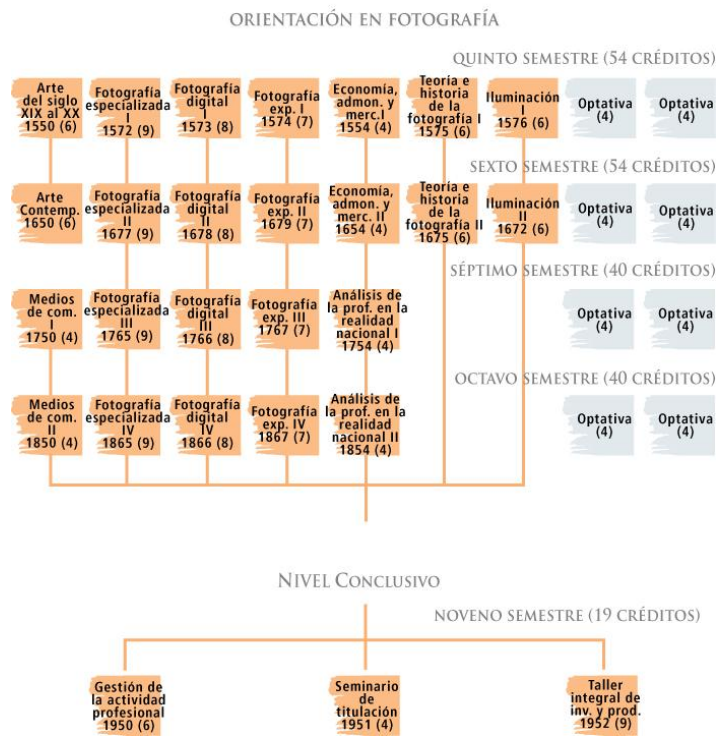 ORIENTACIÓN EN FOTOGRAFÍA
QUINTO SEMESTRE (54 CRÉDITOS)
Arte
del siglo
XIX al XX
1550 (6)
Fotografía
especializada
I
1572 (9)
Fotografía
digital
I
1573 (8)
Fotografía
exp. I
1574 (7)
Economía,
admon. y
merc.I
1554 (4)
Teoría e
historia
de la
fotografía I
1575 (6)
Iluminación
I
1576 (6)
Optativa
(4)
Optativa
(4)
SEXTO SEMESTRE (54 CRÉDITOS)
Arte
Contemp.
1650 (6)
Fotografía
especializada
II
1677 (9)
Fotografía
digital
II
1678 (8)
Fotografía
exp. II
1679 (7)
Economía,
admon. y
merc. II
1654 (4)
Teoría e
historia
de la
fotografía II
1675 (6)
Iluminación
II
1672 (6)
Optativa
(4)
Optativa
(4)
SÉPTIMO SEMESTRE (40 CRÉDITOS)
Medios
de com.
I
1750 (4)
Fotografía
especializada
III
1765 (9)
Fotografía
digital
III
1766 (8)
Fotografía
exp. III
1767 (7)
Análisis de
la prof. en la
realidad
nacional I
1754 (4)
Optativa
(4)
Optativa
(4)
OCTAVO SEMESTRE (40 CRÉDITOS)
Medios
de com.
II
1850 (4)
Fotografía
especializada
IV
1865 (9)
Fotografía
digital
IV
1866 (8)
Fotografía
exp. IV
1867 (7)
Análisis de
la prof. en la
realidad
nacional II
1854 (4)
Optativa
(4)
Optativa
(4)
NIVEL CONCLUSIVO
NOVENO SEMESTRE (19 CRÉDITOS)
Gestión de
la actividad
profesional
1950 (6)
Seminario
de
titulación
1951 (4)
Taller
integral de
inv. y prod.
1952 (9)